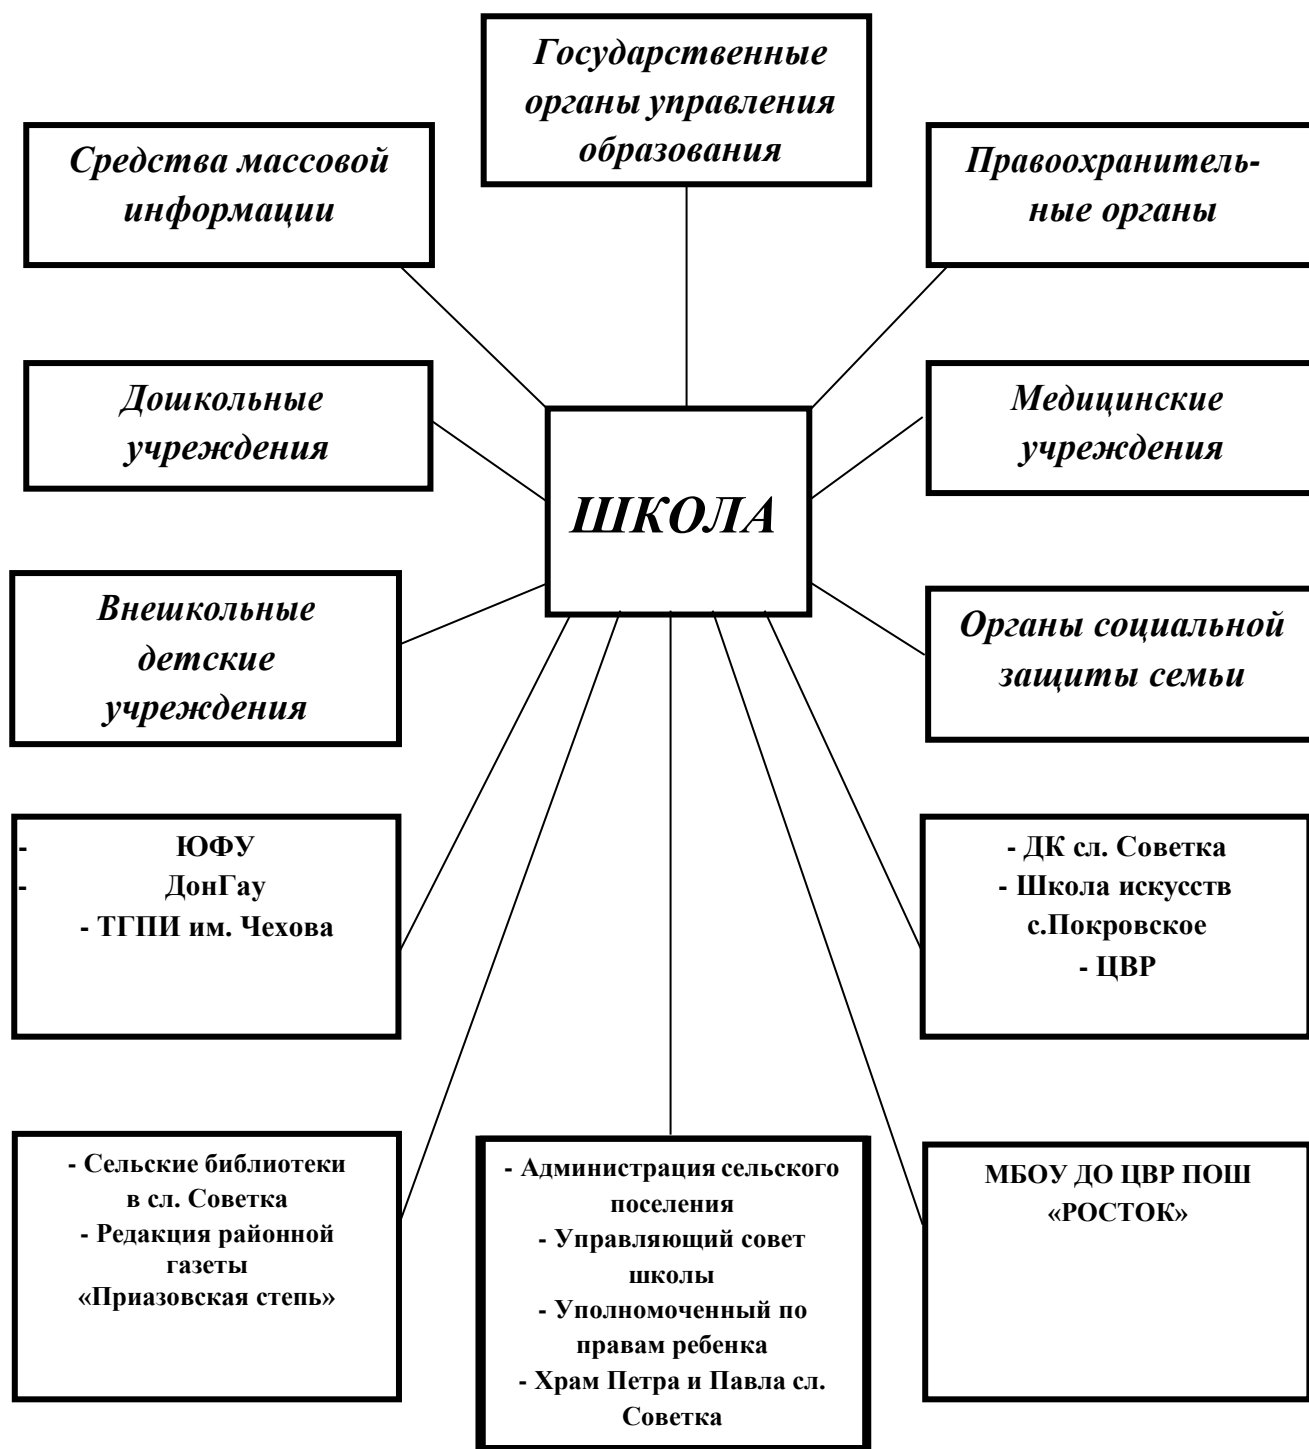 Государственные
органы управления
образования
Средства массовой
информации
Правоохранитель-
ные органы
Дошкольные
учреждения
Медицинские
учреждения
ШКОЛА
Внешкольные
детские
учреждения
Органы социальной
защиты семьи
- ЮФУ
- ДонГау
- ТГПИ им. Чехова
- ДК сл. Советка
- Школа искусств
с.Покровское
- ЦВР
- Сельские библиотеки
в сл. Советка
- Редакция районной
газеты
«Приазовская степь»
- Администрация сельского
поселения
- Управляющий совет
школы
- Уполномоченный по
правам ребенка
- Храм Петра и Павла сл.
Советка
МБОУ ДО ЦВР ПОШ
«РОСТОК»